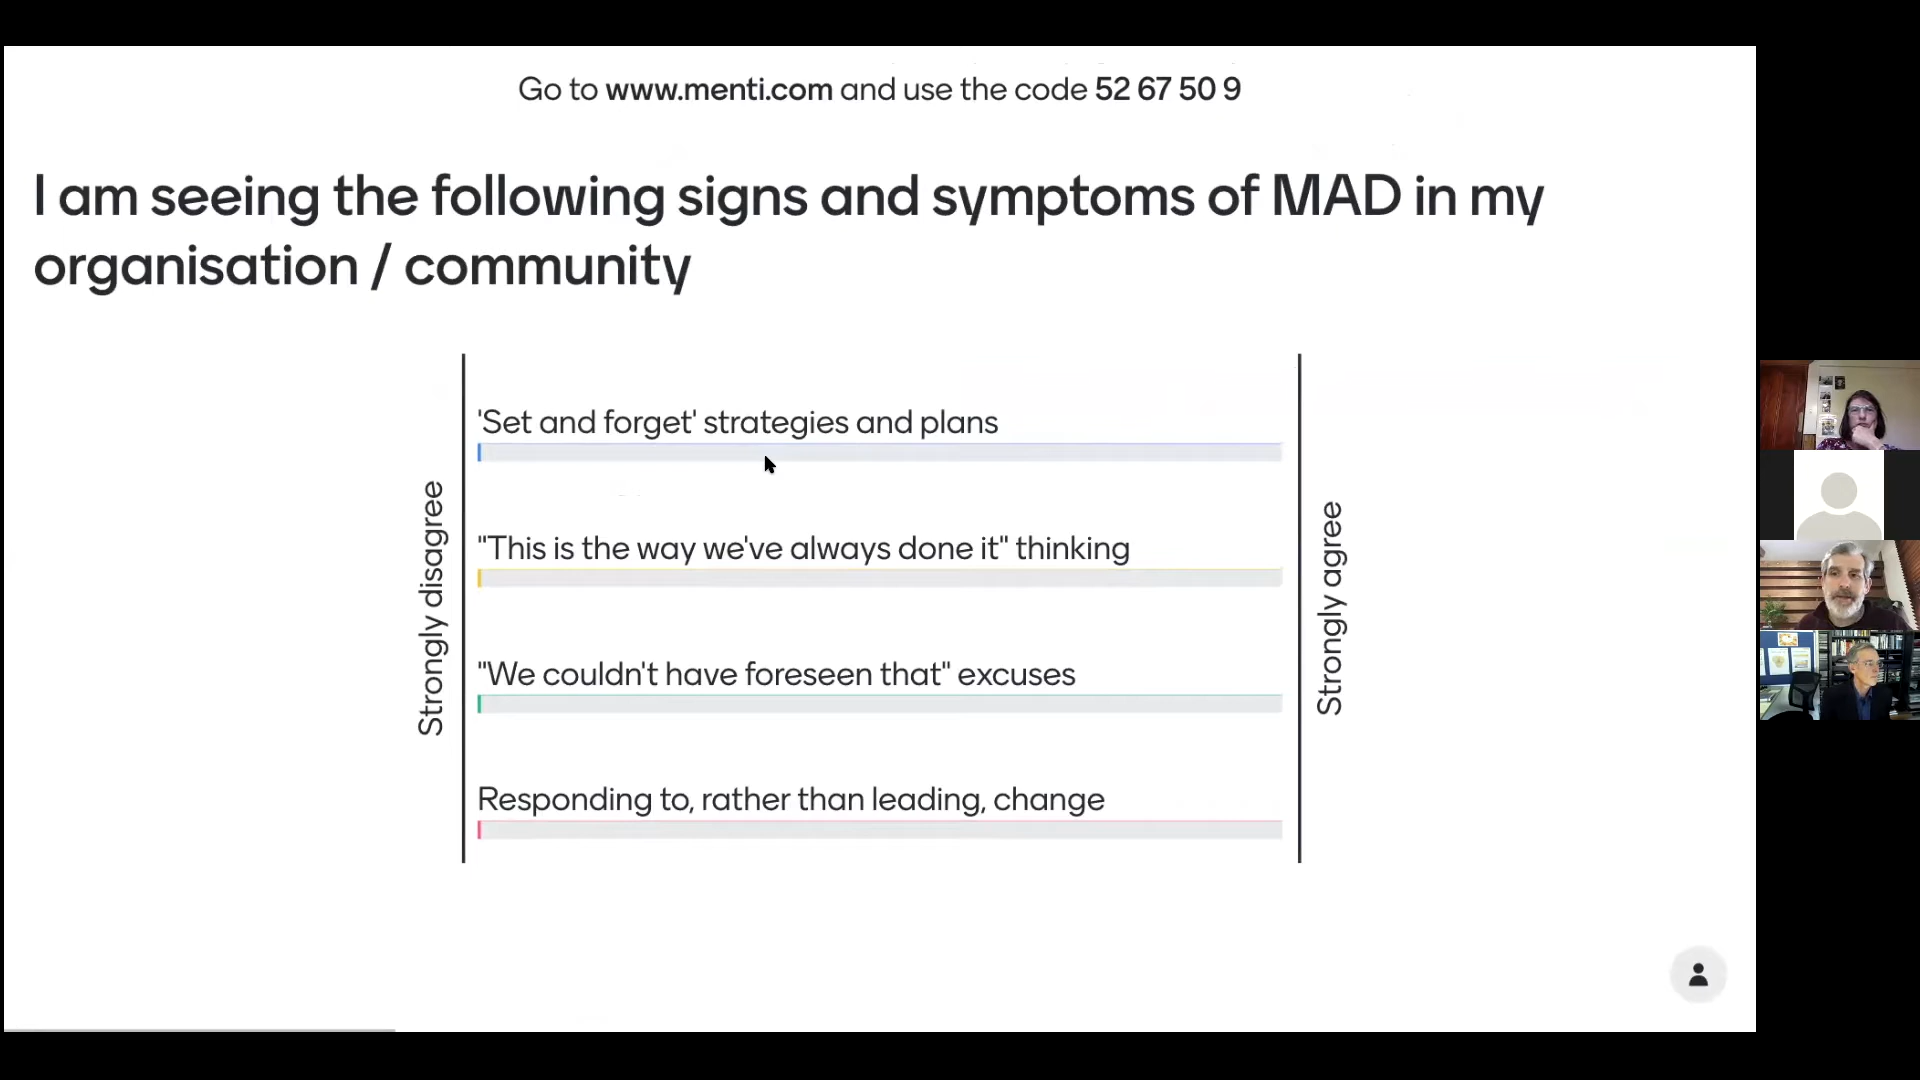 Go to www.menti.com and use the code 52 67 50 9
I am seeing the following signs and symptoms of MAD in my
organisation / community
Strongly disagree
'Set and forget' strategies and plans
"This is the way we've always done it" thinking
"We couldn't have foreseen that" excuses
Responding to, rather than leading, change
Strongly agree